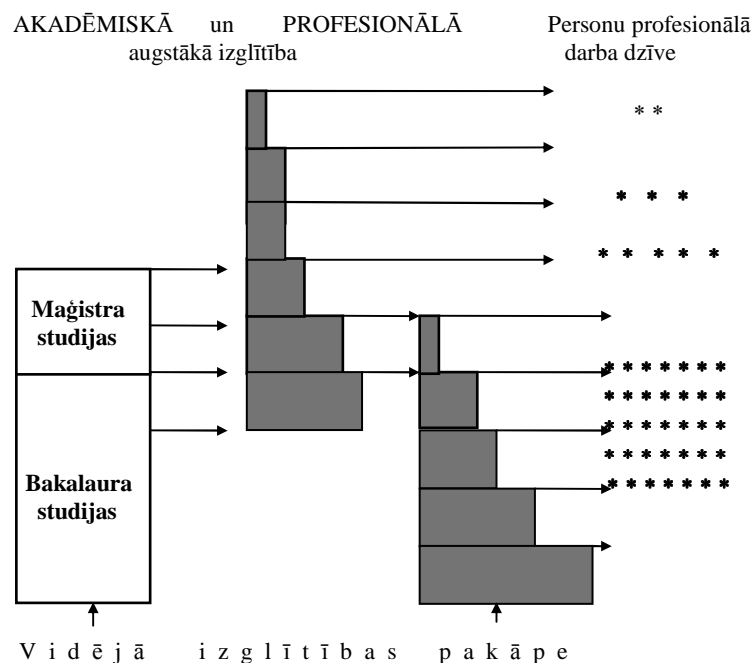 AKADĒMISKĀ un PROFESIONĀLĀ
augstākā izglītība
Personu profesionālā
darba dzīve
* *
* * *
* * * * *
Maģistra
studijas
* * * * * * *
* * * * * * *
* * * * * * *
* * * * * * *
* * * * * * *
Bakalaura
studijas
V i d ē j ā i z g l ī t ī b a s p a k ā p e